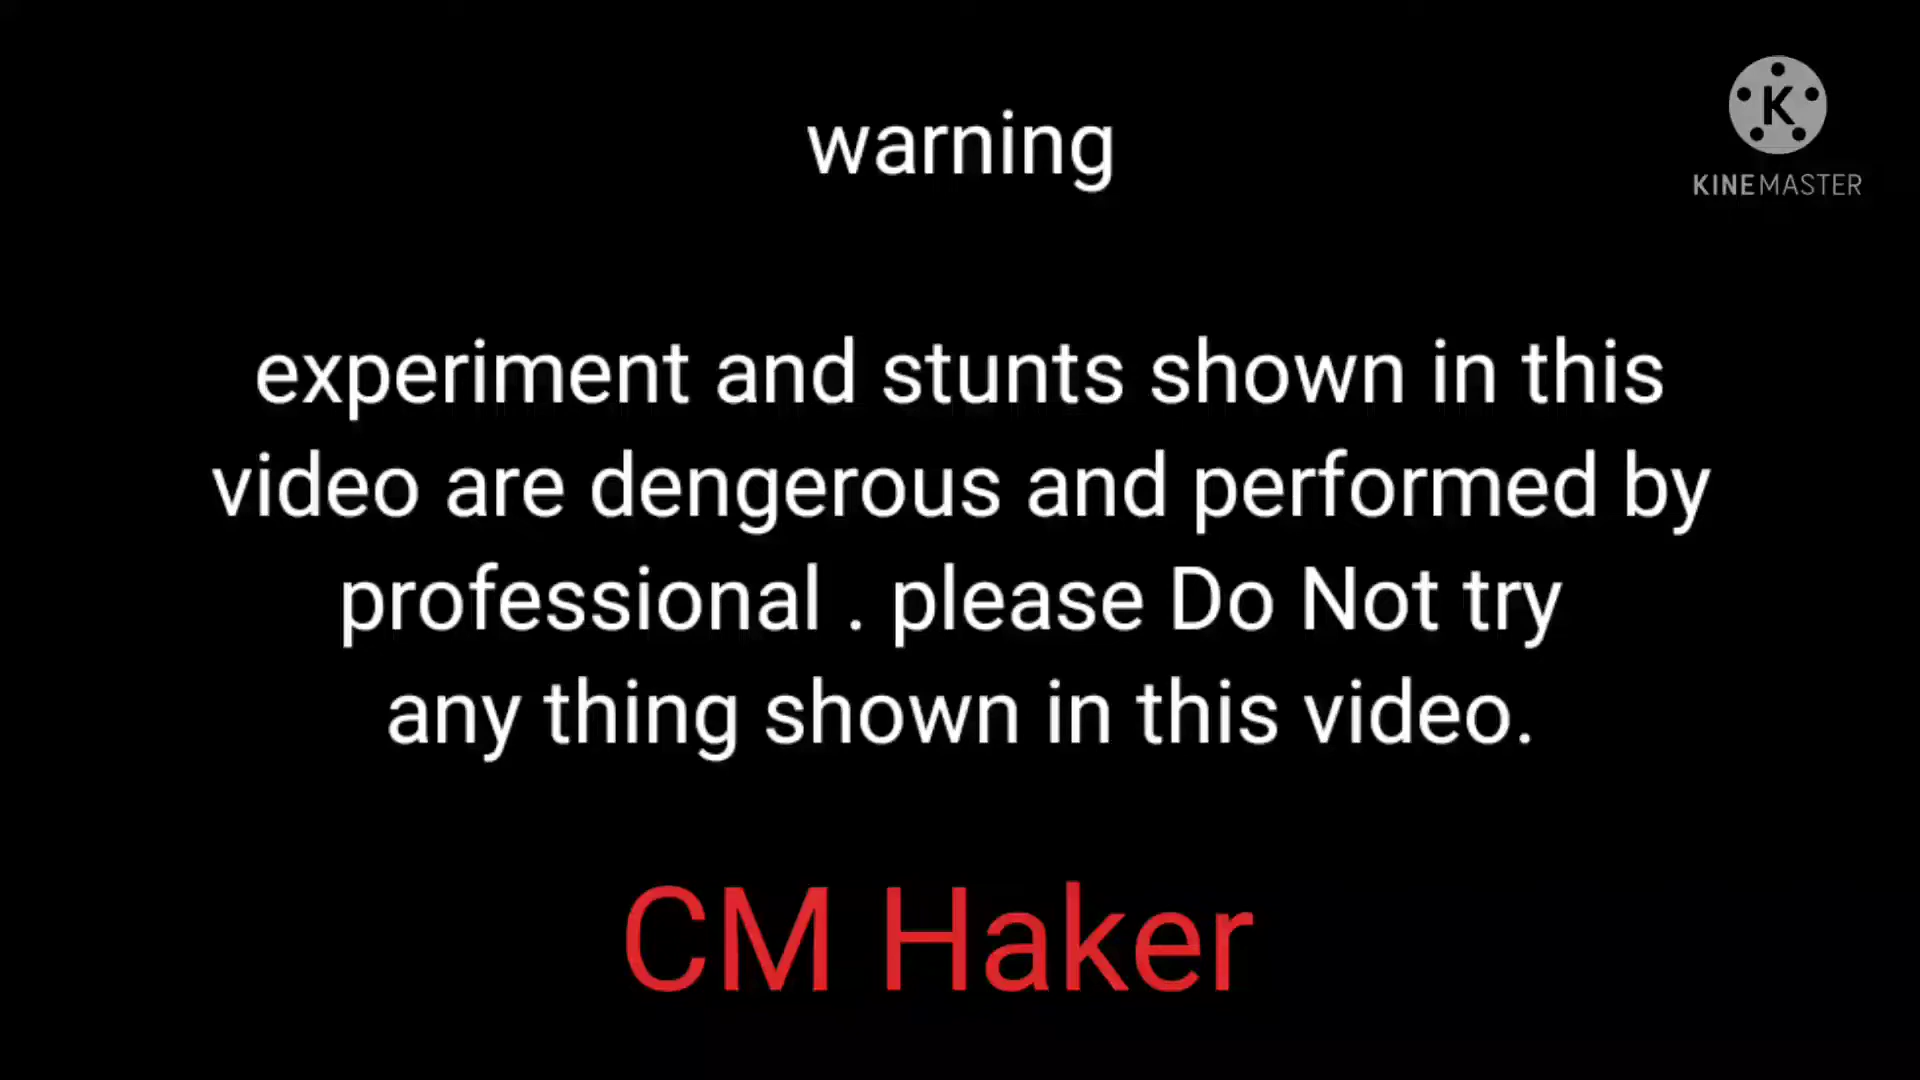 warning
K
KINEMASTER
experiment and stunts shown in this
video are dengerous and performed by
professional . please Do Not try
any thing shown in this video.
CM Haker